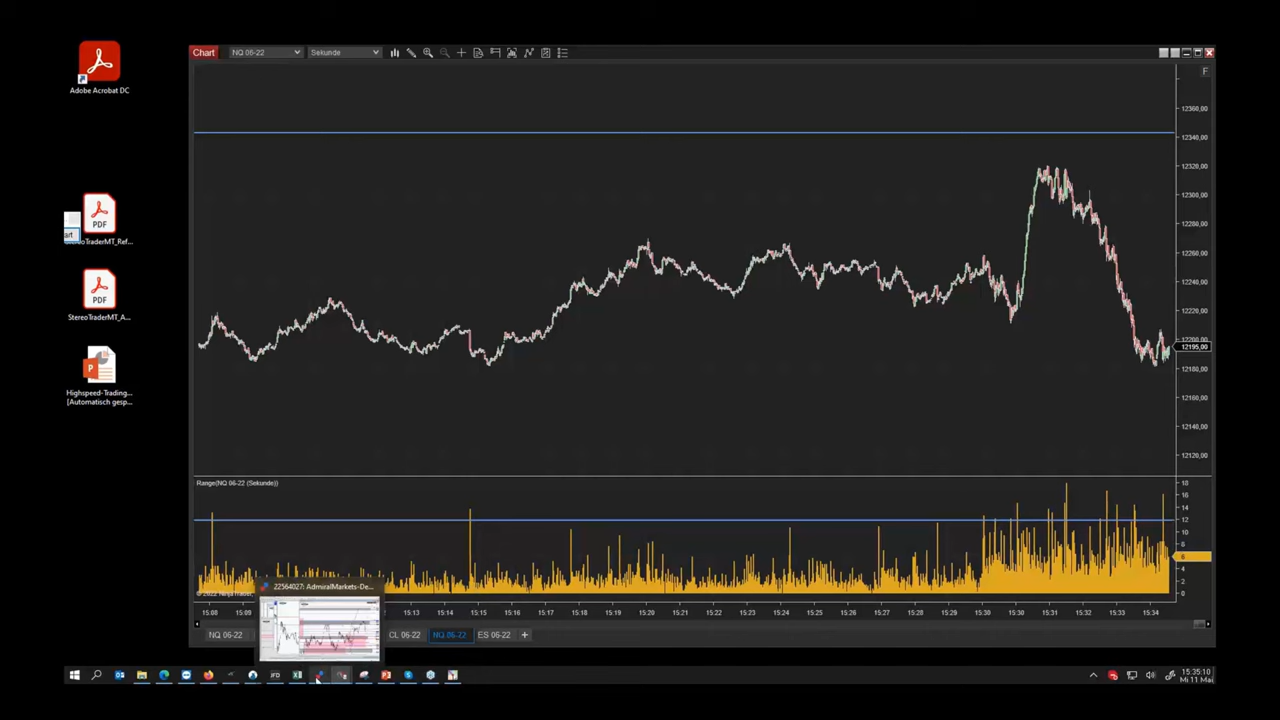 Adobe Acrobat DC
PDF
art
StereoTraderMT_Ref...
PDF
StereoTraderMT_A...
Highspeed-Trading...
[Automatisch gesp...
Chart
NQ 06-22
Sekunde
F
12360,00
12340,00
12320,00
12300,00
12280,00
12260,00
12240,00
12220,00
12200,00
12195,00
12180,00
12160,00
12140,00
12120,00
Range(NQ 06-22 (Sekunde))
18
16
14
12
10
8
6
4
2
0
22564027: AdmiralMarkets-De...
15:08
15:09
15:13
15:14
15:16
15:17
15:18
15:19
15:20
15:21
15:22
15:23
15:24
15:25
15:26
15:27
15:28
15:30
15:30
15:31
15:32
15:33
15:34
NQ 06-22
CL 06-22
NQ 06-22
ES 06-22
+
JFD
15:35:10
Mi 11 Mai